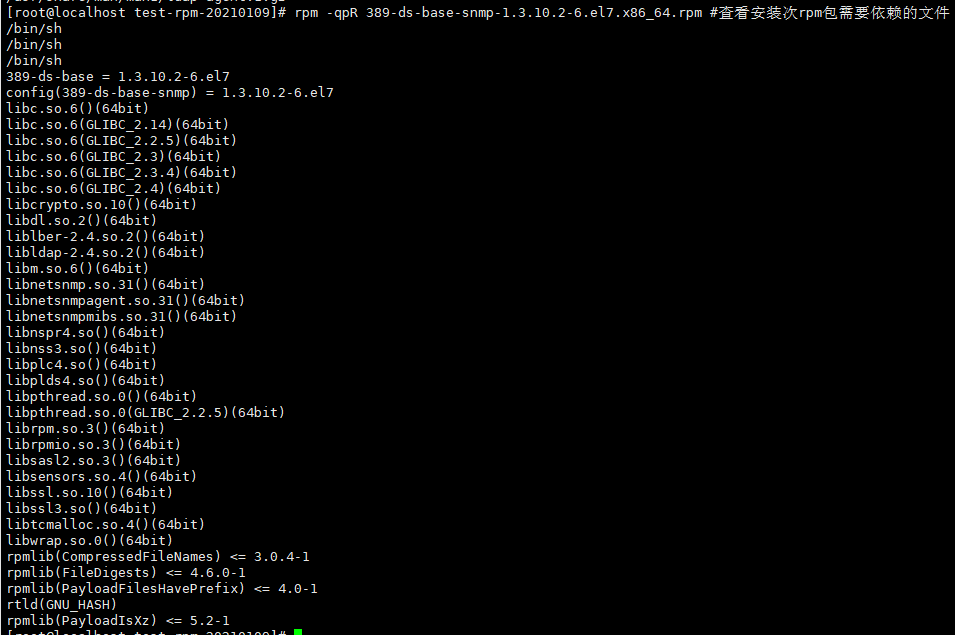 [root@localhost test-rpm-20210109]# rpm -qpR 389-ds-base-snmp-1.3.10.2-6.el7.x86_64.rpm #查看安装次rpm包需要依赖的文件
/bin/sh
/bin/sh
/bin/sh
389-ds-base = 1.3.10.2-6.el7
config(389-ds-base-snmp) = 1.3.10.2-6.el7
libc.so.6()(64bit)
libc.so.6(GLIBC_2.14)(64bit)
libc.so.6(GLIBC_2.2.5)(64bit)
libc.so.6(GLIBC_2.3)(64bit)
libc.so.6(GLIBC_2.3.4)(64bit)
libc.so.6(GLIBC_2.4)(64bit)
libcrypto.so.10()(64bit)
libdl.so.2()(64bit)
liblber-2.4.so.2()(64bit)
libldap-2.4.so.2()(64bit)
libm.so.6()(64bit)
libnetsnmp.so.31()(64bit)
libnetsnmpagent.so.31()(64bit)
libnetsnmpmibs.so.31()(64bit)
libnspr4.so()(64bit)
libnss3.so()(64bit)
libplc4.so()(64bit)
libplds4.so()(64bit)
libpthread.so.0()(64bit)
libpthread.so.0(GLIBC_2.2.5)(64bit)
librpm.so.3()(64bit)
librpmio.so.3()(64bit)
libsasl2.so.3()(64bit)
libsensors.so.4()(64bit)
libssl.so.10()(64bit)
libssl3.so()(64bit)
libtcmalloc.so.4()(64bit)
libwrap.so.0()(64bit)
rpmlib(CompressedFileNames) <= 3.0.4-1
rpmlib(FileDigests) <= 4.6.0-1
rpmlib(PayloadFilesHavePrefix) <= 4.0-1
rtld(GNU_HASH)
rpmlib(PayloadIsXz) <= 5.2-1
[root@localhost test-rpm-20210109]#